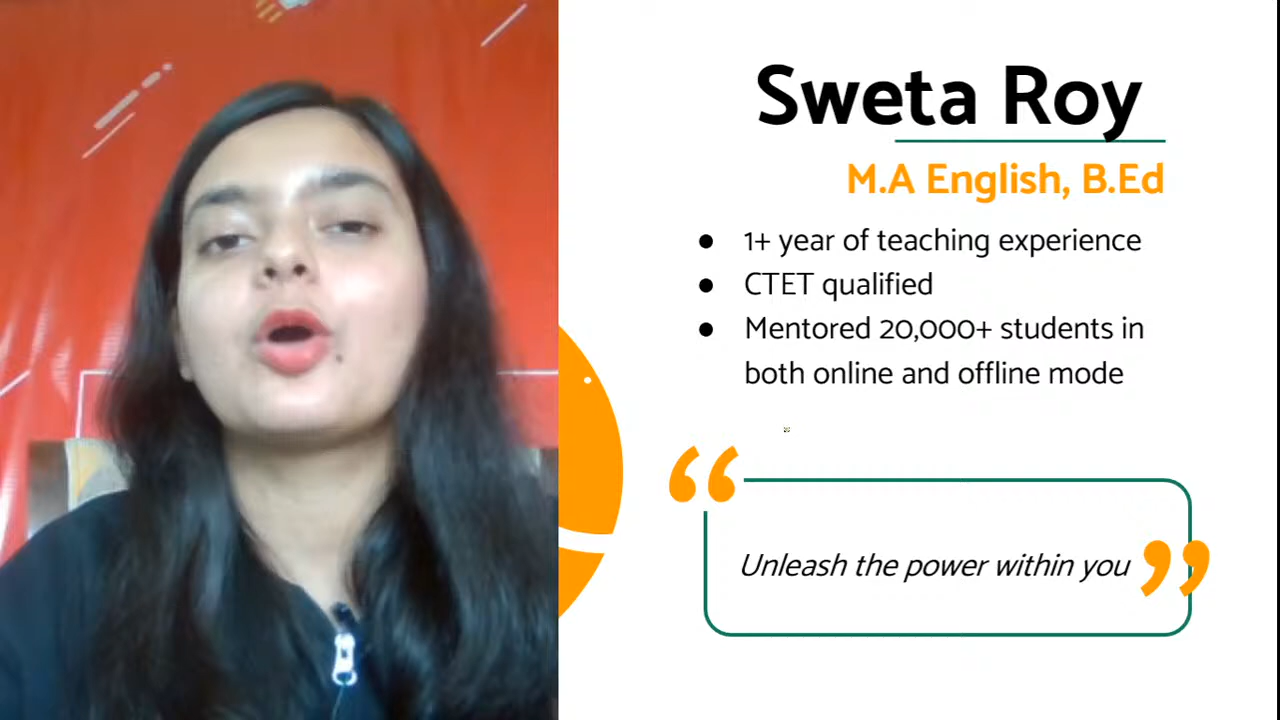 Sweta Roy
M.A English, B.Ed
● 1+ year of teaching experience
● CTET qualified
● Mentored 20,000+ students in
both online and offline mode
“
Unleash the power within you ”